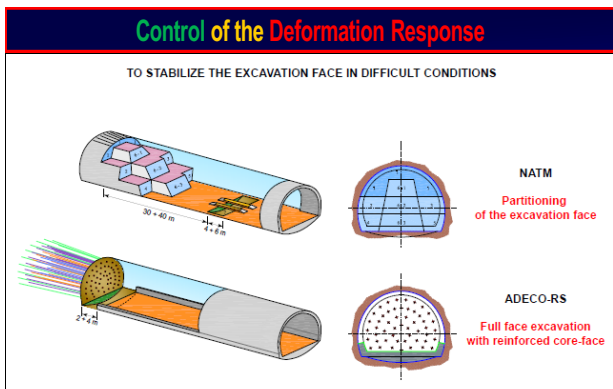 Control of the Deformation Response
TO STABILIZE THE EXCAVATION FACE IN DIFFICULT CONDITIONS
30 ÷ 40 m
4 ÷ 6 m
NATM
Partitioning
of the excavation face
2 ÷ 4 m
ADECO-RS
Full face excavation
with reinforced core-face